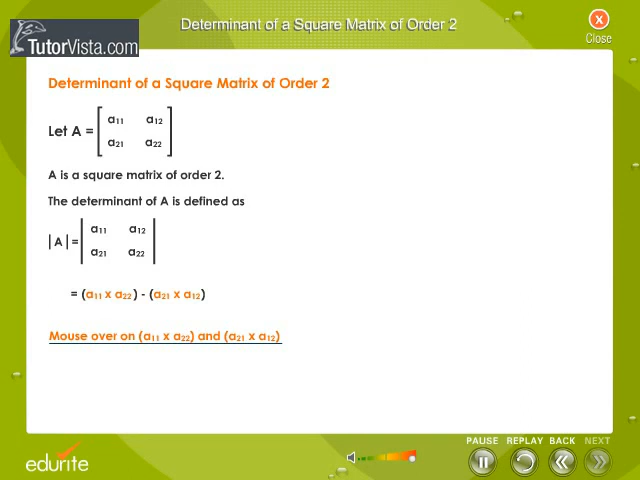 Determinant of a Square Matrix of Order 2
X
Close
TutorVista.com
Determinant of a Square Matrix of Order 2
Let A = [ a₁₁ a₁₂
a₂₁ a₂₂ ]
A is a square matrix of order 2.
The determinant of A is defined as
| A | = | a₁₁ a₁₂ |
| a₂₁ a₂₂ |
= (a₁₁ x a₂₂) - (a₂₁ x a₁₂)
Mouse over on (a₁₁ x a₂₂) and (a₂₁ x a₁₂)
PAUSE REPLAY BACK NEXT
edurite